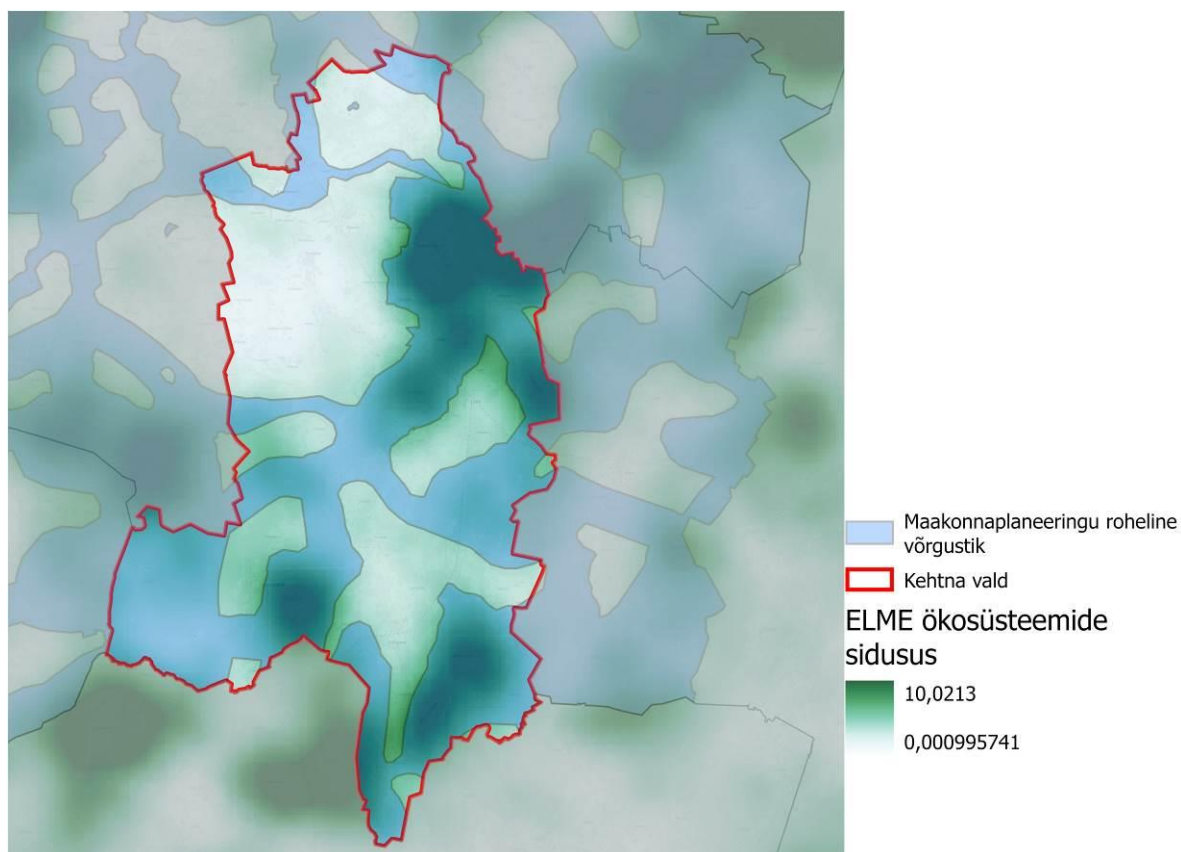 Maakonnaplaneeringu roheline
võrgustik
Kehtna vald
ELME ökosüsteemide
sidusus
10,0213
0,000995741